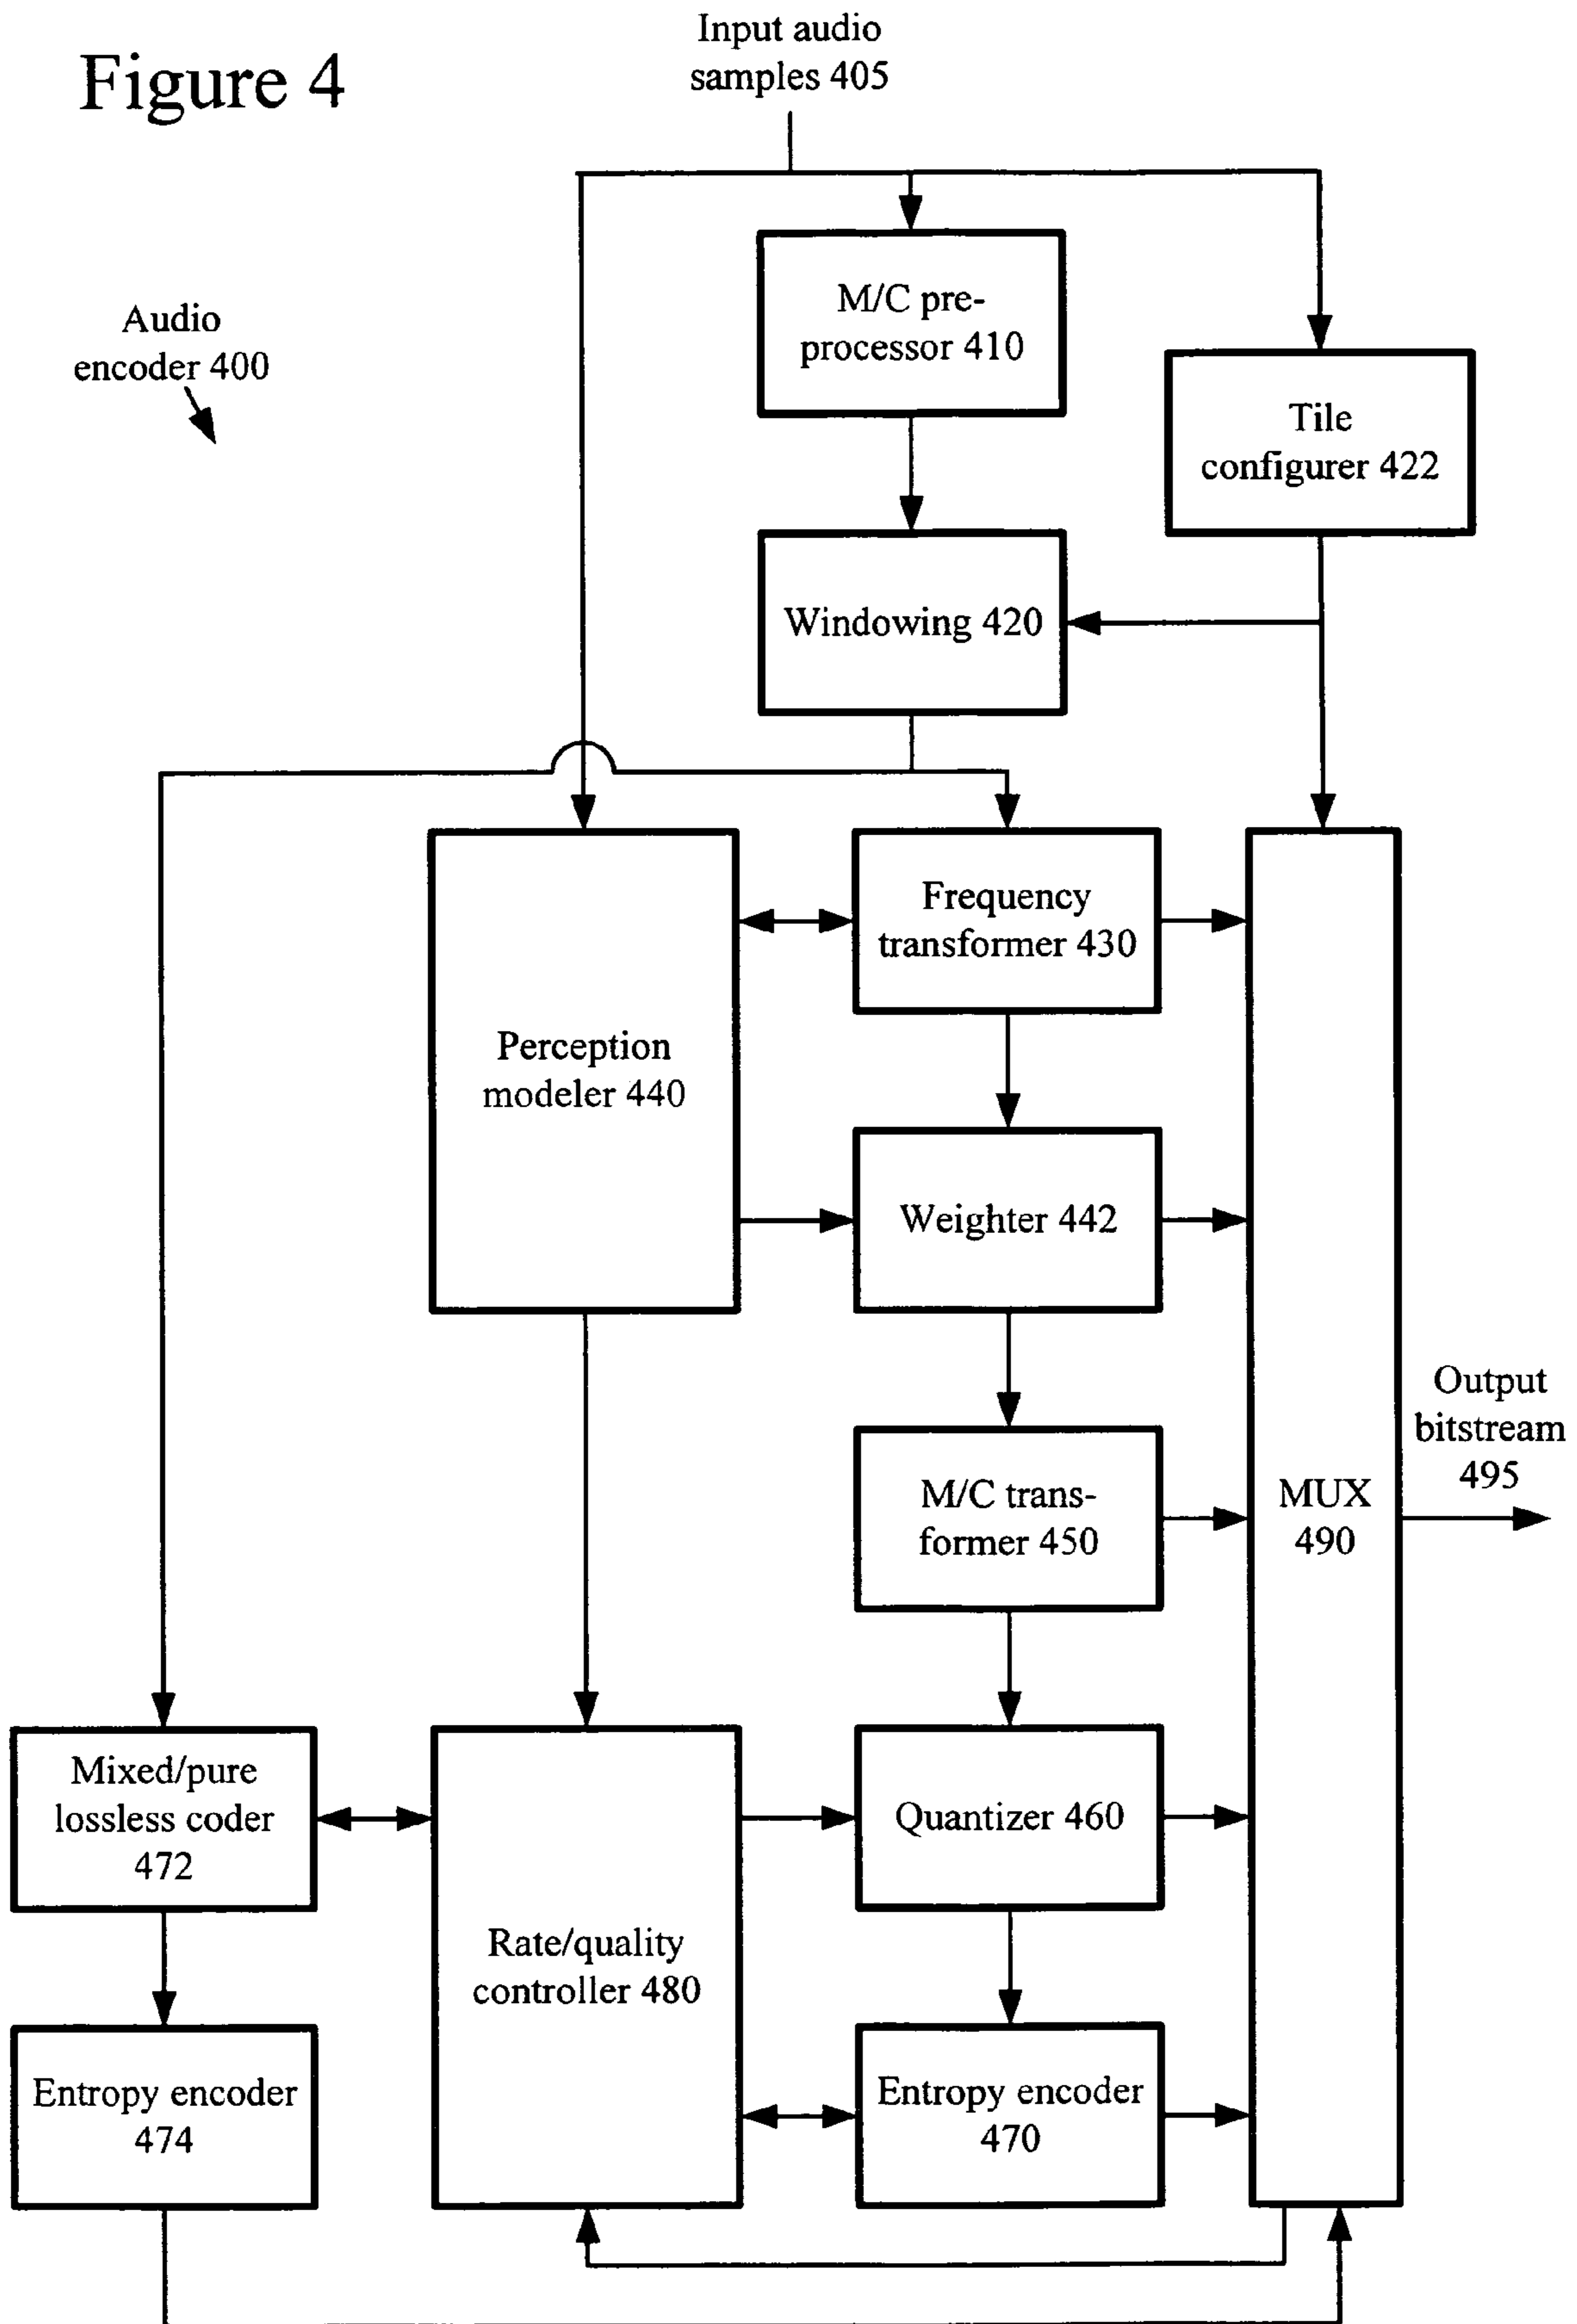 Figure 4
Input audio
samples 405
Audio
encoder 400
M/C pre-
processor 410
Tile
configurer 422
Windowing 420
Frequency
transformer 430
Perception
modeler 440
Weighter 442
M/C trans-
former 450
MUX
490
Output
bitstream
495
Mixed/pure
lossless coder
472
Rate/quality
controller 480
Quantizer 460
Entropy encoder
474
Entropy encoder
470